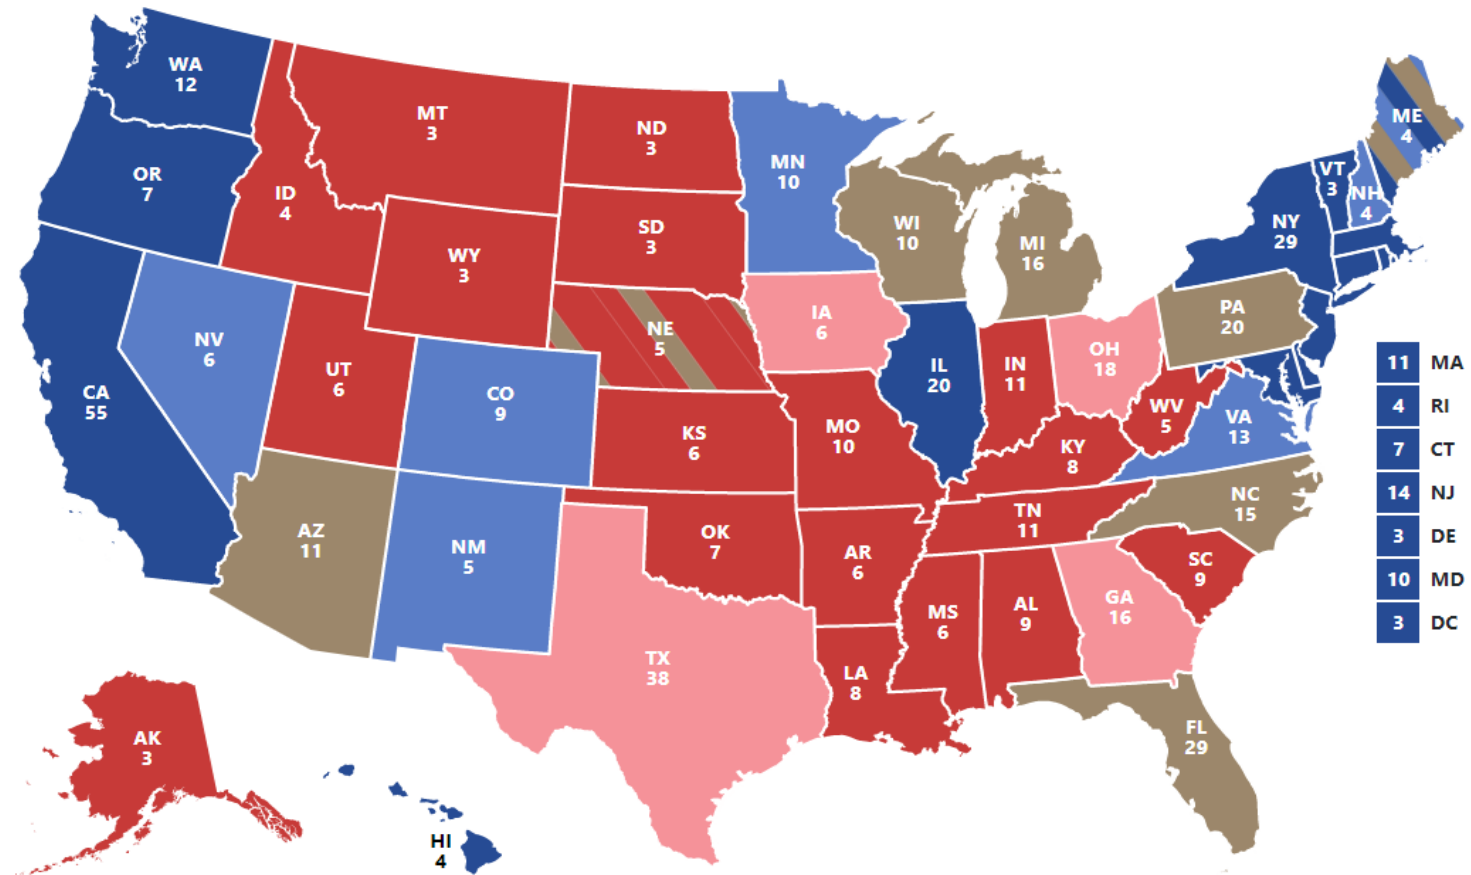 WA
12
OR
7
CA
55
NV
6
ID
4
MT
3
WY
3
UT
6
AZ
11
CO
9
NM
5
ND
3
SD
3
NE
5
KS
6
OK
7
TX
38
MN
10
IA
6
MO
10
AR
6
LA
8
WI
10
IL
20
MS
6
MI
16
IN
11
KY
8
TN
11
AL
9
OH
18
WV
5
GA
16
FL
29
SC
9
NC
15
VA
13
PA
20
NY
29
VT
3
NH
4
ME
4
AK
3
HI
4
11 MA
4 RI
7 CT
14 NJ
3 DE
10 MD
3 DC